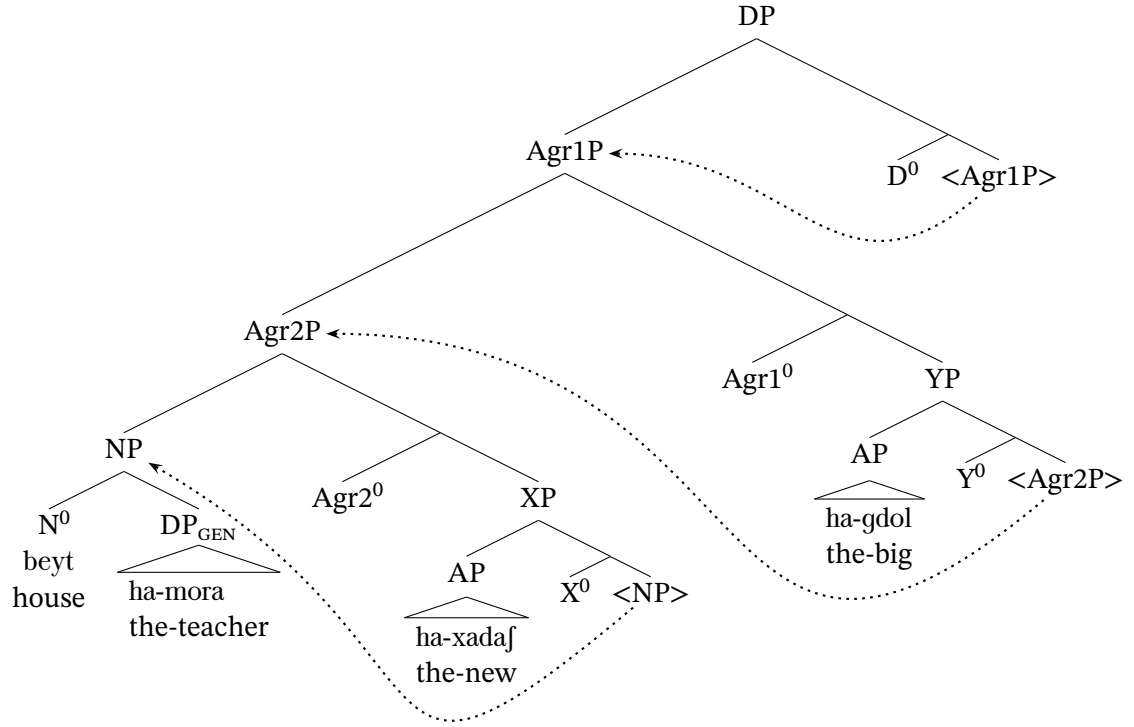 DP
Agr1P
D⁰ <Agr1P>
Agr2P
Agr1⁰ YP
NP
Agr2⁰ XP
AP Y⁰ <Agr2P>
N⁰ DP_GEN
ha-gdol
beyt
the-big
house
ha-mora
the-teacher
AP X⁰ <NP>
ha-xadaʃ
the-new